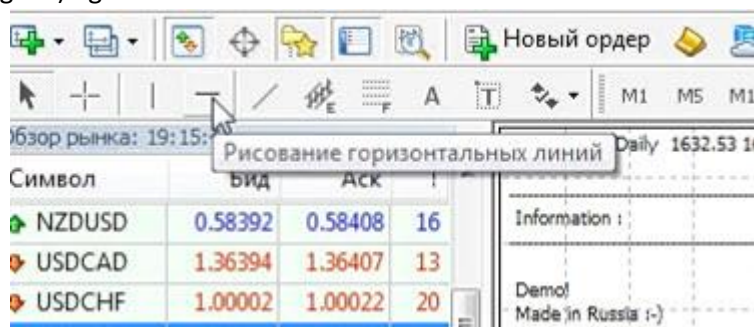 Новый ордер
E F A T M1 M5 M1
Обзор рынка: 19:15:
Рисование горизонтальных линий
Daily 1632.53 1
Символ Бид Аск !
NZDUSD 0.58392 0.58408 16
USDCAD 1.36394 1.36407 13
USDCHF 1.00002 1.00022 20
Information :
Demo!
Made in Russia :-)